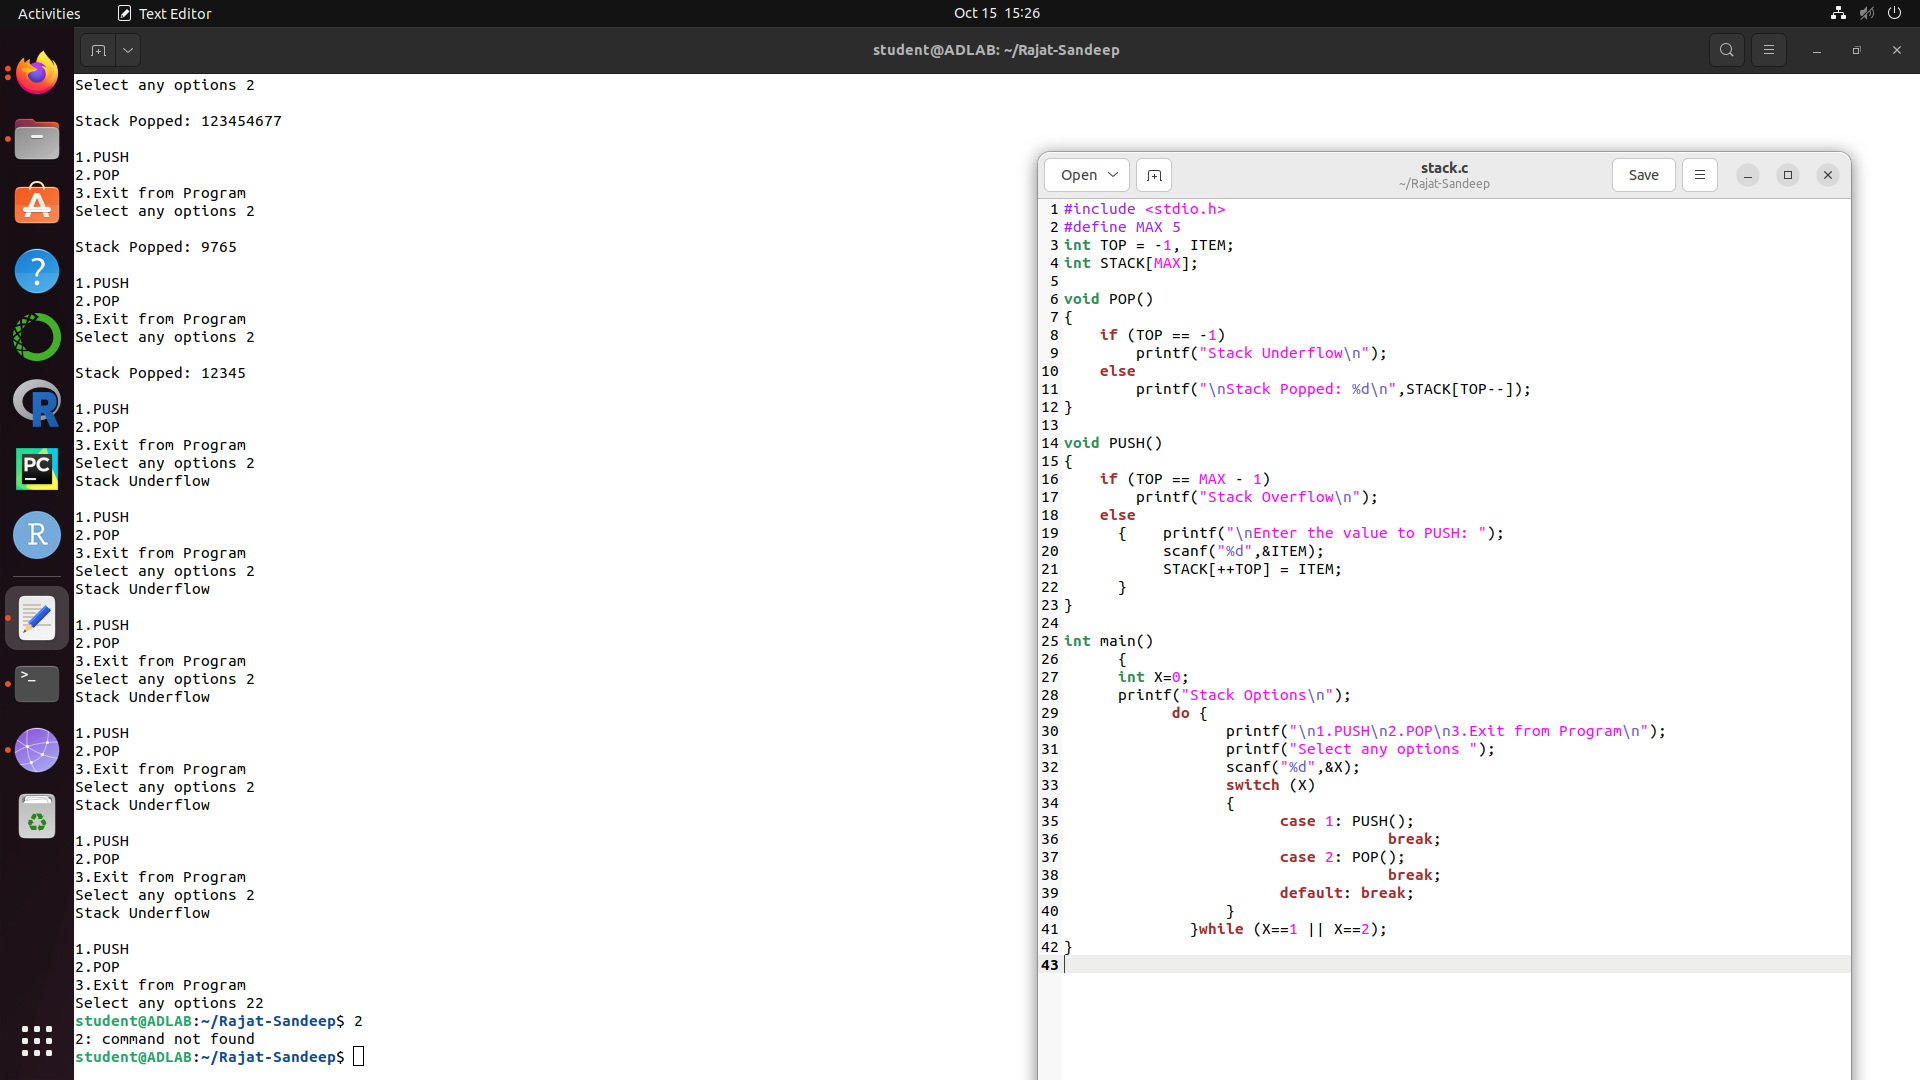 Activities
Text Editor
Oct 15 15:26
student@ADLAB: ~/Rajat-Sandeep
Select any options 2
Stack Popped: 123454677
1.PUSH
2.POP
3.Exit from Program
Select any options 2
Stack Popped: 9765
1.PUSH
2.POP
3.Exit from Program
Select any options 2
Stack Popped: 12345
1.PUSH
2.POP
3.Exit from Program
Select any options 2
Stack Underflow
1.PUSH
2.POP
3.Exit from Program
Select any options 2
Stack Underflow
1.PUSH
2.POP
3.Exit from Program
Select any options 2
Stack Underflow
1.PUSH
2.POP
3.Exit from Program
Select any options 2
Stack Underflow
1.PUSH
2.POP
3.Exit from Program
Select any options 2
Stack Underflow
1.PUSH
2.POP
3.Exit from Program
Select any options 22
student@ADLAB:~/Rajat-Sandeep$ 2
2: command not found
student@ADLAB:~/Rajat-Sandeep$
Open
stack.c
~/Rajat-Sandeep
Save
1 #include <stdio.h>
2 #define MAX 5
3 int TOP = -1, ITEM;
4 int STACK[MAX];
5
6 void POP()
7 {
8     if (TOP == -1)
9         printf("Stack Underflow\n");
10     else
11         printf("\nStack Popped: %d\n",STACK[TOP--]);
12 }
13
14 void PUSH()
15 {
16     if (TOP == MAX - 1)
17         printf("Stack Overflow\n");
18     else
19       {    printf("\nEnter the value to PUSH: ");
20            scanf("%d",&ITEM);
21            STACK[++TOP] = ITEM;
22       }
23 }
24
25 int main()
26       {
27       int X=0;
28       printf("Stack Options\n");
29             do {
30                   printf("\n1.PUSH\n2.POP\n3.Exit from Program\n");
31                   printf("Select any options ");
32                   scanf("%d",&X);
33                   switch (X)
34                   {
35                         case 1: PUSH();
36                                     break;
37                         case 2: POP();
38                                     break;
39                         default: break;
40                   }
41               }while (X==1 || X==2);
42 }
43
PC
R
R